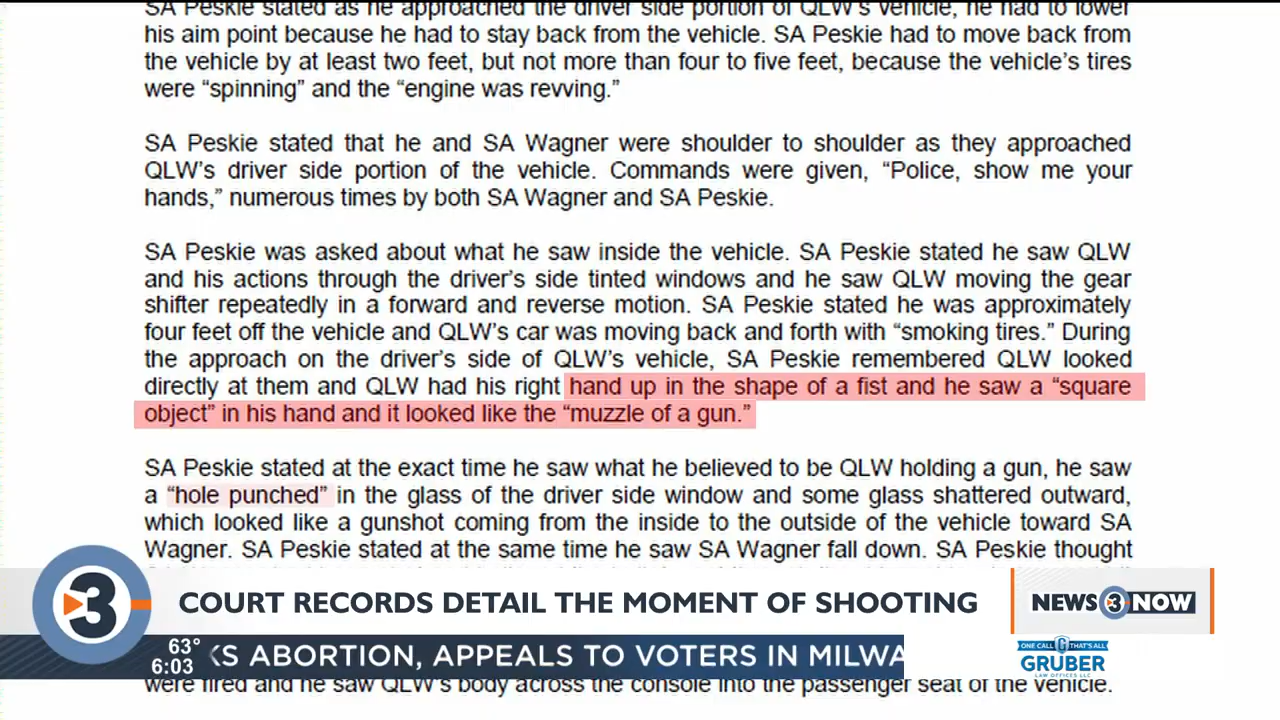 SA Peskie stated as he approached the driver side portion of QLW's vehicle, he had to lower
his aim point because he had to stay back from the vehicle. SA Peskie had to move back from
the vehicle by at least two feet, but not more than four to five feet, because the vehicle's tires
were “spinning” and the “engine was revving.”
SA Peskie stated that he and SA Wagner were shoulder to shoulder as they approached
QLW's driver side portion of the vehicle. Commands were given, “Police, show me your
hands,” numerous times by both SA Wagner and SA Peskie.
SA Peskie was asked about what he saw inside the vehicle. SA Peskie stated he saw QLW
and his actions through the driver's side tinted windows and he saw QLW moving the gear
shifter repeatedly in a forward and reverse motion. SA Peskie stated he was approximately
four feet off the vehicle and QLW's car was moving back and forth with “smoking tires.” During
the approach on the driver's side of QLW's vehicle, SA Peskie remembered QLW looked
directly at them and QLW had his right hand up in the shape of a fist and he saw a “square
object” in his hand and it looked like the “muzzle of a gun.”
SA Peskie stated at the exact time he saw what he believed to be QLW holding a gun, he saw
a “hole punched” in the glass of the driver side window and some glass shattered outward,
which looked like a gunshot coming from the inside to the outside of the vehicle toward SA
Wagner. SA Peskie stated at the same time he saw SA Wagner fall down. SA Peskie thought
3
COURT RECORDS DETAIL THE MOMENT OF SHOOTING
NEWS 3 NOW
63°
6:03
KS ABORTION, APPEALS TO VOTERS IN MILWA
ONE CALL G THAT'S ALL
GRUBER
LAW OFFICES LLC
were fired and he saw QLW's body across the console into the passenger seat of the vehicle.